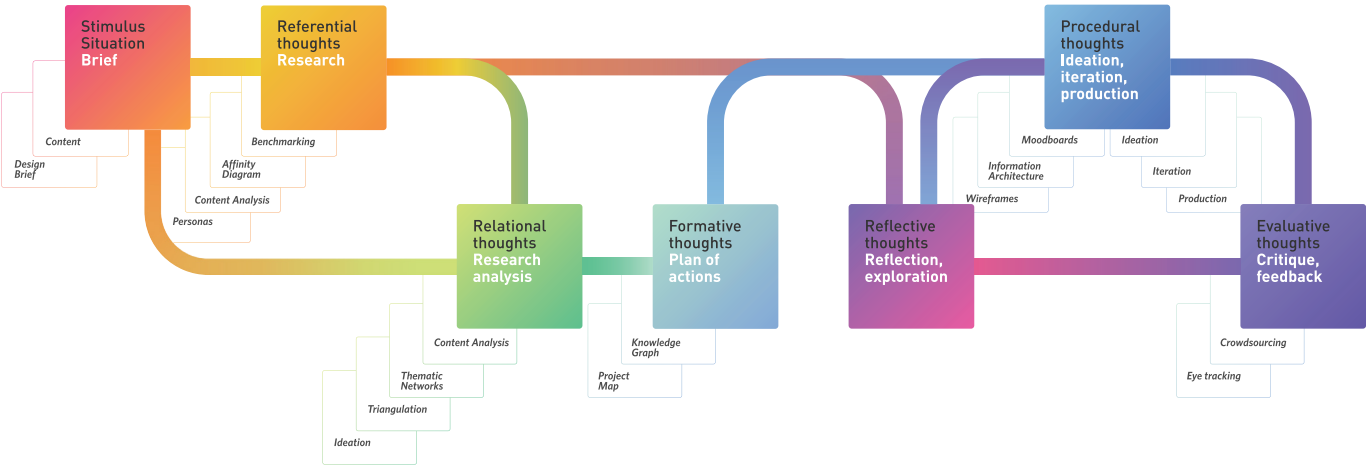 Stimulus
Situation
Brief
Content
Design
Brief
Referential
thoughts
Research
Benchmarking
Affinity
Diagram
Content Analysis
Personas
Relational
thoughts
Research
analysis
Content Analysis
Thematic
Networks
Triangulation
Ideation
Formative
thoughts
Plan of
actions
Knowledge
Graph
Project
Map
Reflective
thoughts
Reflection,
exploration
Procedural
thoughts
Ideation,
iteration,
production
Moodboards
Information
Architecture
Wireframes
Ideation
Iteration
Production
Evaluative
thoughts
Critique,
feedback
Crowdsourcing
Eye tracking